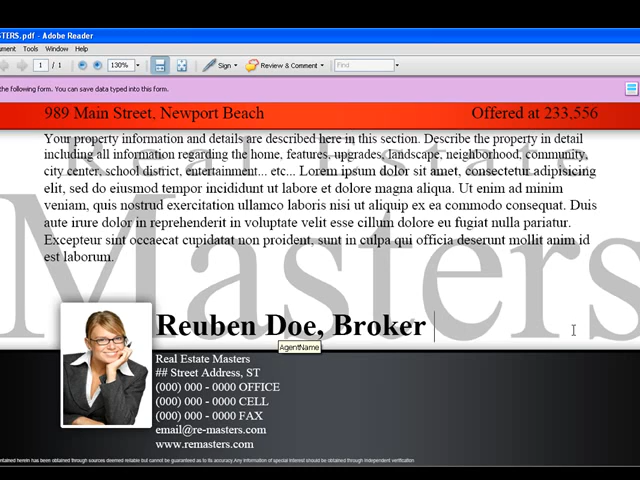 STERS.pdf - Adobe Reader
ument Tools Window Help
1 / 1 130% Sign Review & Comment Find
the following form. You can save data typed into this form.
989 Main Street, Newport Beach Offered at 233,556
Real Estate
Masters
Your property information and details are described here in this section. Describe the property in detail
including all information regarding the home, features, upgrades, landscape, neighborhood, community,
city center, school district, entertainment... etc... Lorem ipsum dolor sit amet, consectetur adipisicing
elit, sed do eiusmod tempor incididunt ut labore et dolore magna aliqua. Ut enim ad minim
veniam, quis nostrud exercitation ullamco laboris nisi ut aliquip ex ea commodo consequat. Duis
aute irure dolor in reprehenderit in voluptate velit esse cillum dolore eu fugiat nulla pariatur.
Excepteur sint occaecat cupidatat non proident, sunt in culpa qui officia deserunt mollit anim id
est laborum.
Reuben Doe, Broker
AgentName
Real Estate Masters
## Street Address, ST
(000) 000 - 0000 OFFICE
(000) 000 - 0000 CELL
(000) 000 - 0000 FAX
email@re-masters.com
www.remasters.com
ntained herein has been obtained through sources deemed reliable but cannot be guaranteed as to its accuracy.Any information of special interest should be obtained through independent verification